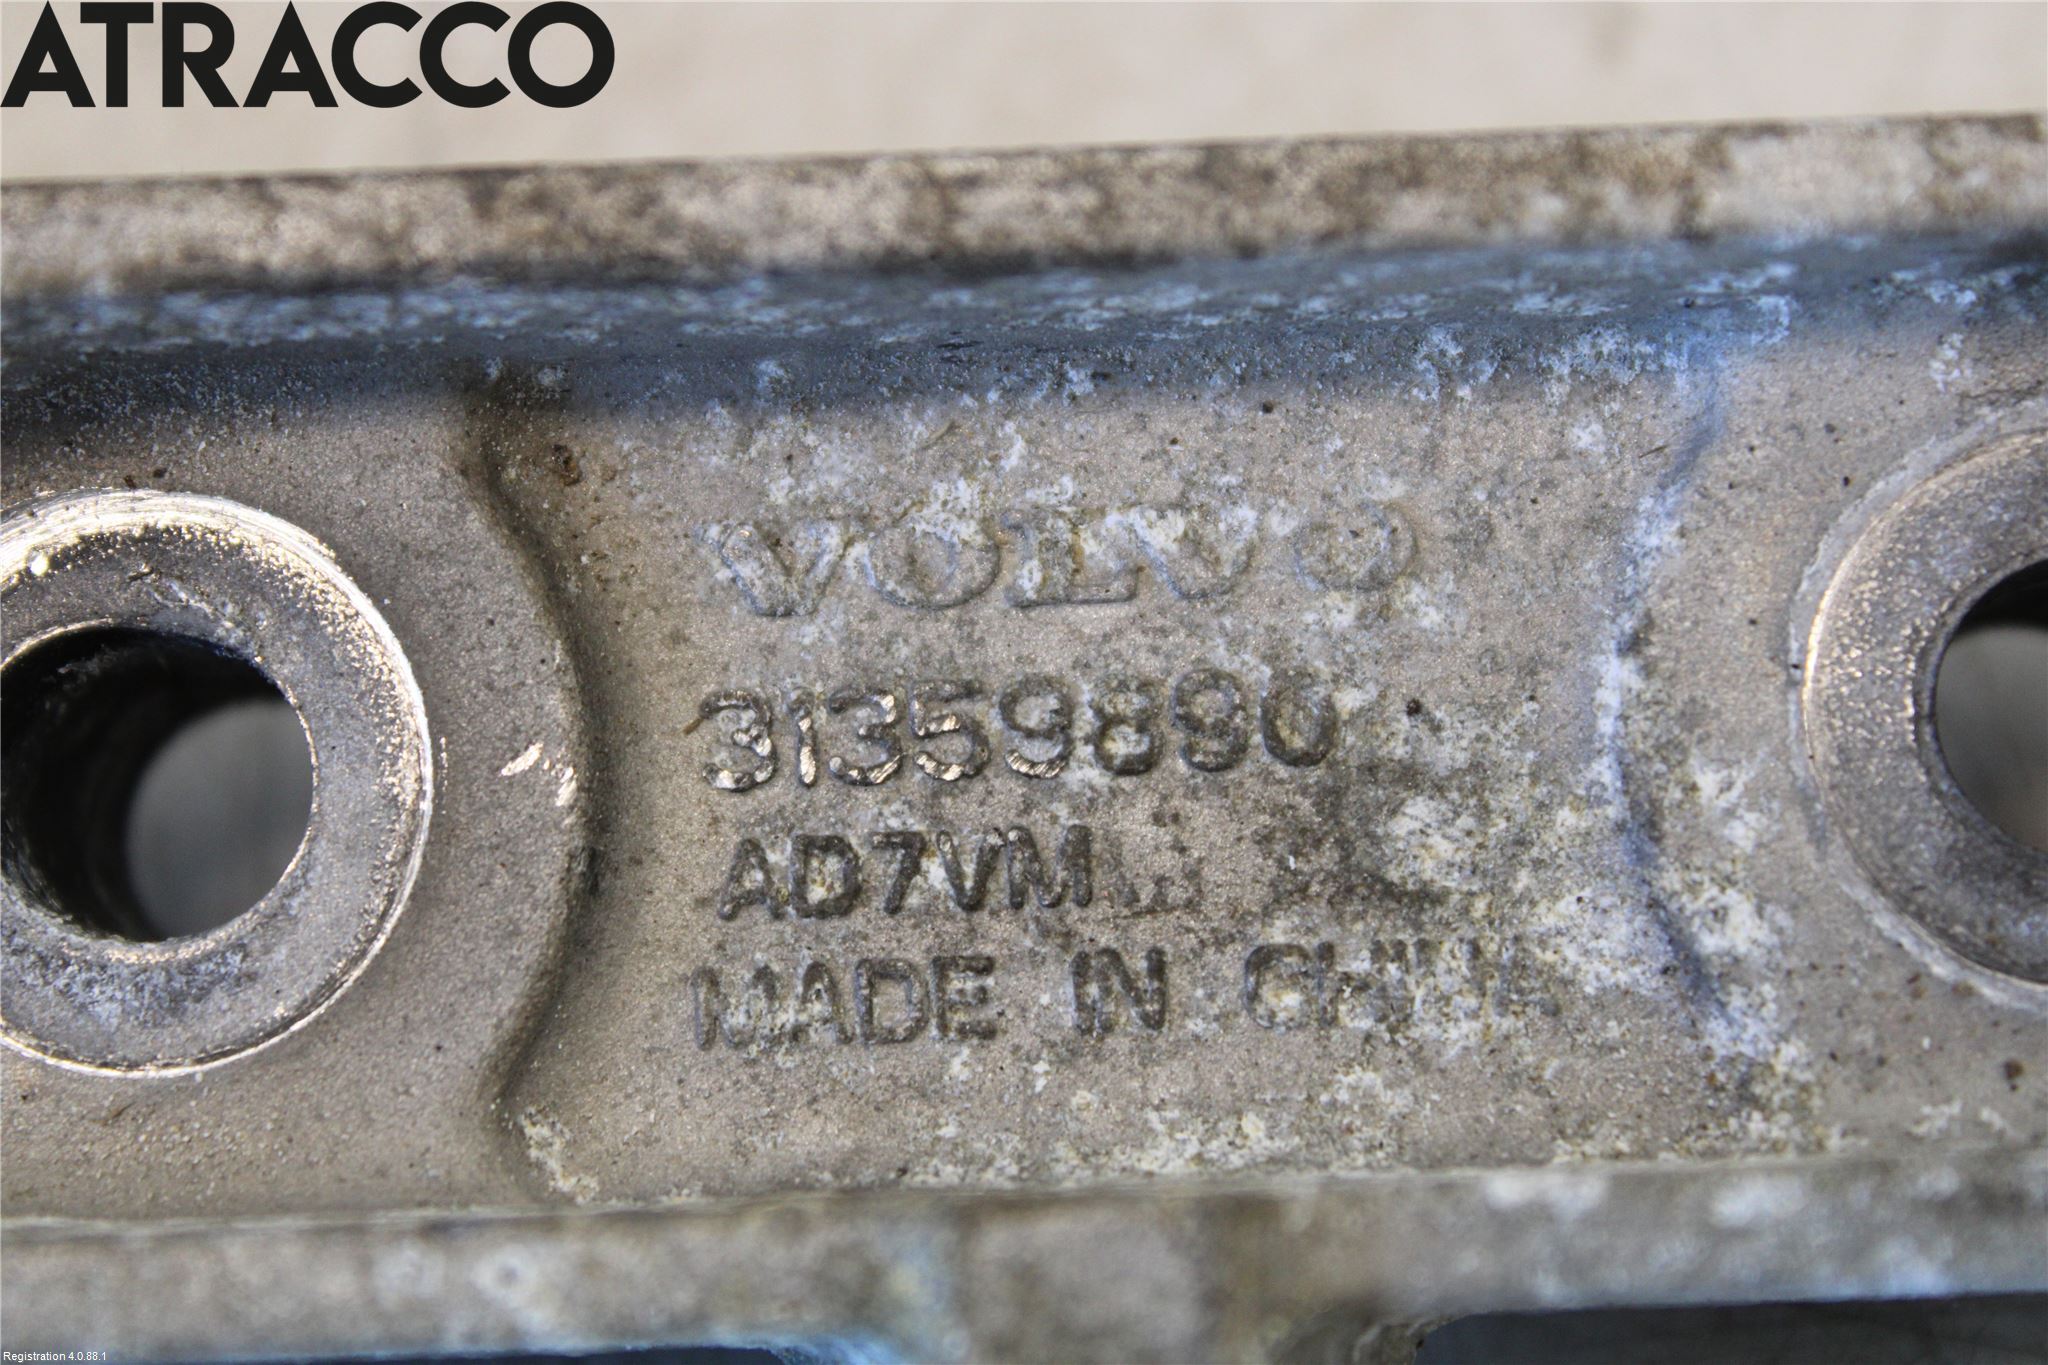 ATRACCO
VOLVO
31359890
AD7VM
MADE IN CHINA
Registration 4.0.88.1